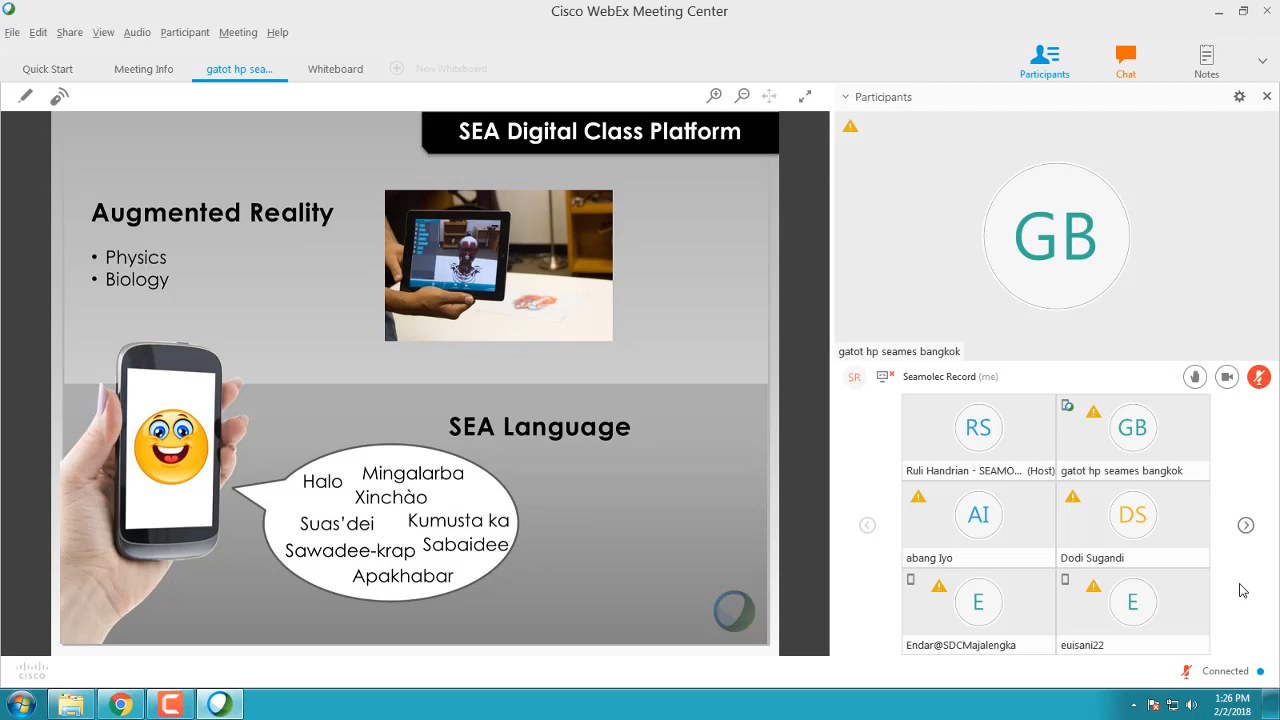 Cisco WebEx Meeting Center
File Edit Share View Audio Participant Meeting Help
Quick Start Meeting Info gatot hp sea... Whiteboard New Whiteboard
Participants Chat Notes
Participants
SEA Digital Class Platform
Augmented Reality
• Physics
• Biology
SEA Language
Halo Mingalarba
Xinchào
Suas’dei Kumusta ka
Sawadee-krap Sabaidee
Apakhabar
GB
gatot hp seames bangkok
SR Seamolec Record (me)
RS GB
Ruli Handrian - SEAMO... (Host) gatot hp seames bangkok
AI DS
abang Iyo Dodi Sugandi
E E
Endar@SDCMajalengka euisani22
CISCO
Connected
1:26 PM
2/2/2018